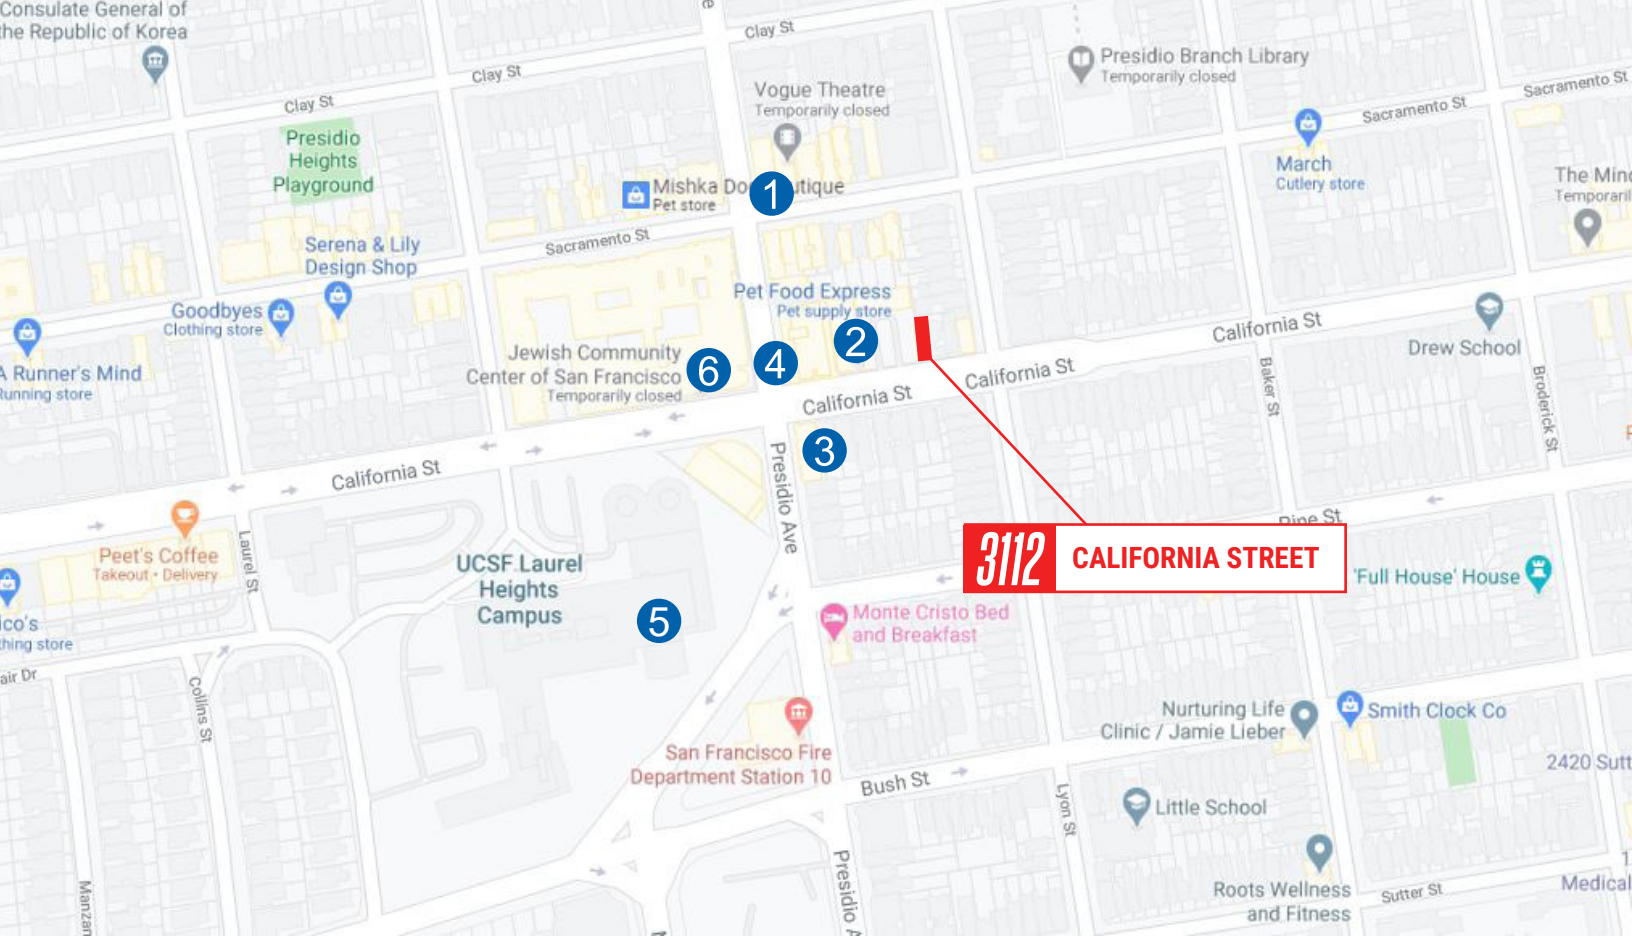 Consulate General of
the Republic of Korea
Clay St
Clay St
Clay St
Presidio
Heights
Playground
Vogue Theatre
Temporarily closed
Presidio Branch Library
Temporarily closed
Sacramento St
Sacramento St
March
Cutlery store
The
Mishka
Pet store
1
Sacramento St
Serena & Lily
Design Shop
Goodbyes
Clothing store
A Runner's Mind
Running store
Pet Food Express
Pet supply store
2
Jewish Community
Center of San Francisco
Temporarily closed
6
4
California St
California St
California St
California St
Drew School
Baker St
Broderick St
3
Presidio Ave
Peet's Coffee
Takeout • Delivery
Laurel St
UCSF Laurel
Heights
Campus
5
Pine St
3112 CALIFORNIA STREET
'Full House' House
Monte Cristo Bed
and Breakfast
store
Dr
Collins St
San Francisco Fire
Department Station 10
Nurturing Life
Clinic / Jamie Lieber
Smith Clock Co
2420
Bush St
Lyon St
Little School
Presidio
Roots Wellness
and Fitness
Sutter St
Medical